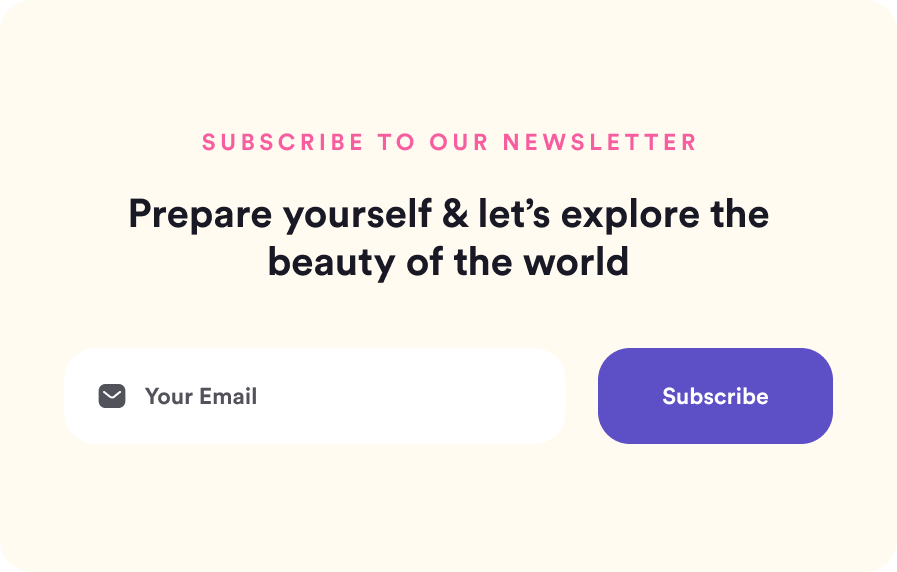 SUBSCRIBE TO OUR NEWSLETTER
Prepare yourself & let’s explore the
beauty of the world
Your Email
Subscribe